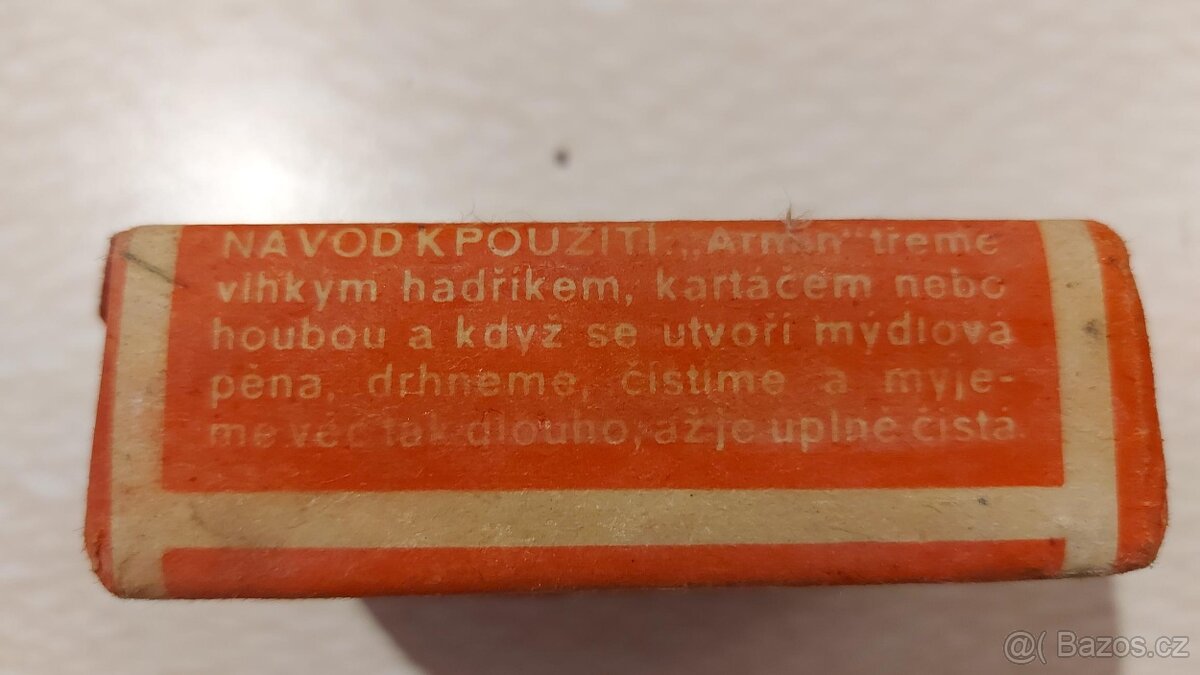 NÁVOD K POUŽITÍ: „Armin“ třeme
vlhkým hadříkem, kartáčem nebo
houbou a když se utvoří mýdlová
pěna, drhneme, čistíme a myje-
me věc tak dlouho, až je úplně čistá
@( Bazos.cz